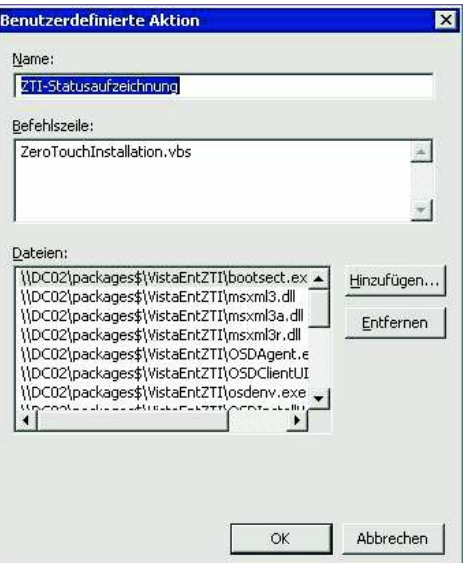 Benutzerdefinierte Aktion
Name:
ZTI-Statusaufzeichnung
Befehlszeile:
ZeroTouchInstallation.vbs
Dateien:
\\DC02\packages$\VistaEntZTI\bootsect.ex
\\DC02\packages$\VistaEntZTI\msxml3.dll
\\DC02\packages$\VistaEntZTI\msxml3a.dll
\\DC02\packages$\VistaEntZTI\msxml3r.dll
\\DC02\packages$\VistaEntZTI\OSDAgent.e
\\DC02\packages$\VistaEntZTI\OSDClientUI
\\DC02\packages$\VistaEntZTI\osdenv.exe
Hinzufügen...
Entfernen
OK
Abbrechen